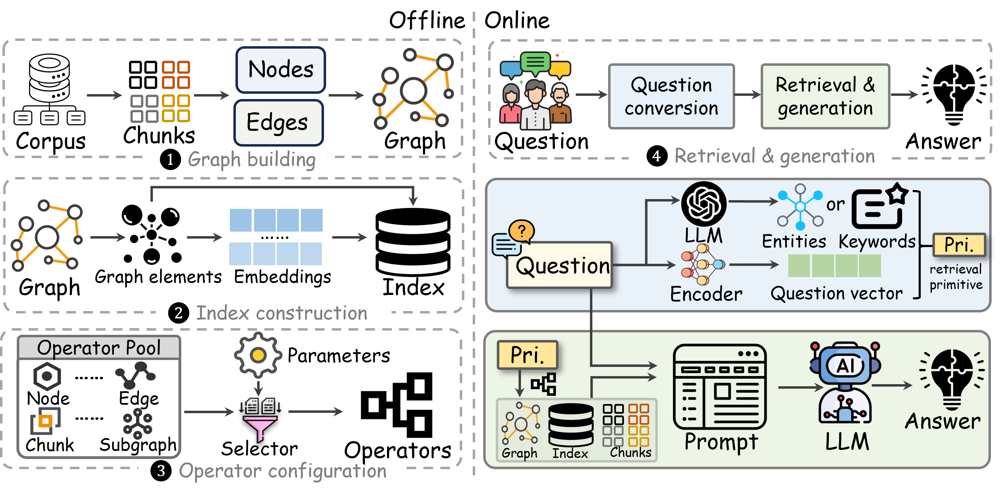 Offline
Online
Nodes
Edges
Corpus
Chunks
Graph
1 Graph building
Graph
Graph elements
......
Embeddings
Index
2 Index construction
Operator Pool
Node
......
Edge
Chunk
......
Subgraph
Parameters
Selector
Operators
3 Operator configuration
Question
Question
conversion
Retrieval &
generation
Answer
4 Retrieval & generation
?
Question
LLM
Entities
or
Keywords
Encoder
Question vector
Pri.
retrieval
primitive
Pri.
Graph
Index
Chunks
Prompt
AI
LLM
Answer